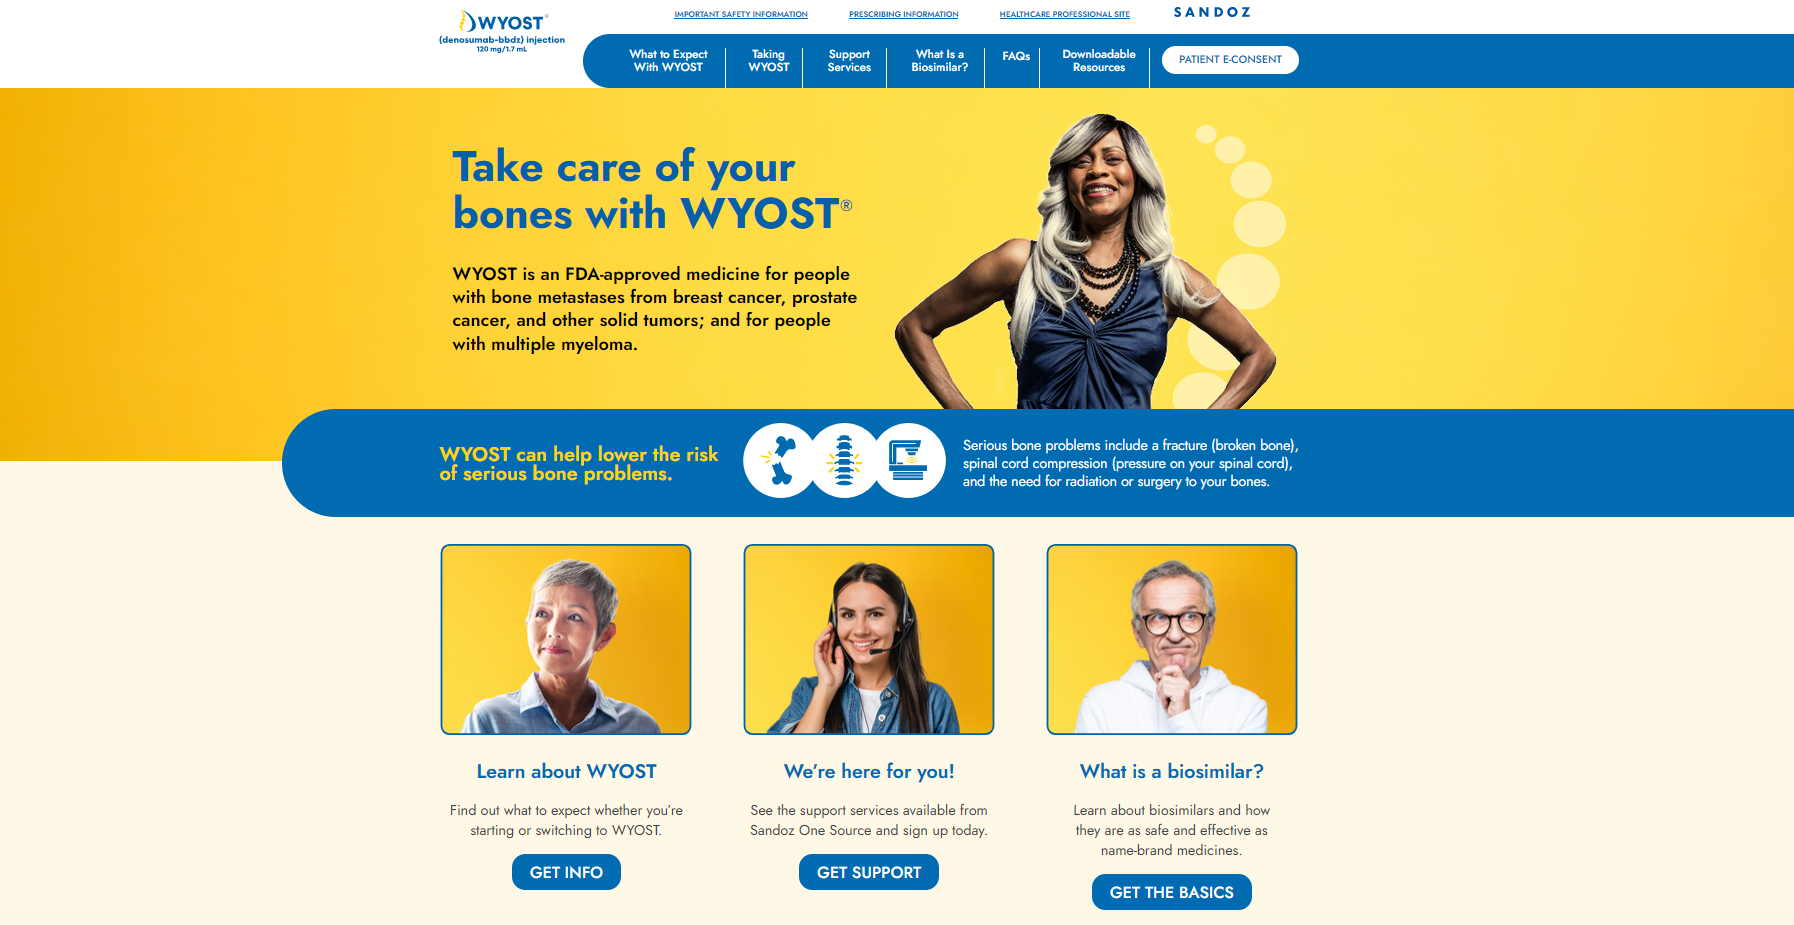 WYOST®
(denosumab-bbdz) injection
120 mg/1.7 mL
IMPORTANT SAFETY INFORMATION
PRESCRIBING INFORMATION
HEALTHCARE PROFESSIONAL SITE
SANDOZ
What to Expect
With WYOST
Taking
WYOST
Support
Services
What Is a
Biosimilar?
FAQs
Downloadable
Resources
PATIENT E-CONSENT
Take care of your
bones with WYOST®
WYOST is an FDA-approved medicine for people
with bone metastases from breast cancer, prostate
cancer, and other solid tumors; and for people
with multiple myeloma.
WYOST can help lower the risk
of serious bone problems.
Serious bone problems include a fracture (broken bone),
spinal cord compression (pressure on your spinal cord),
and the need for radiation or surgery to your bones.
Learn about WYOST
Find out what to expect whether you’re
starting or switching to WYOST.
GET INFO
We’re here for you!
See the support services available from
Sandoz One Source and sign up today.
GET SUPPORT
What is a biosimilar?
Learn about biosimilars and how
they are as safe and effective as
name-brand medicines.
GET THE BASICS